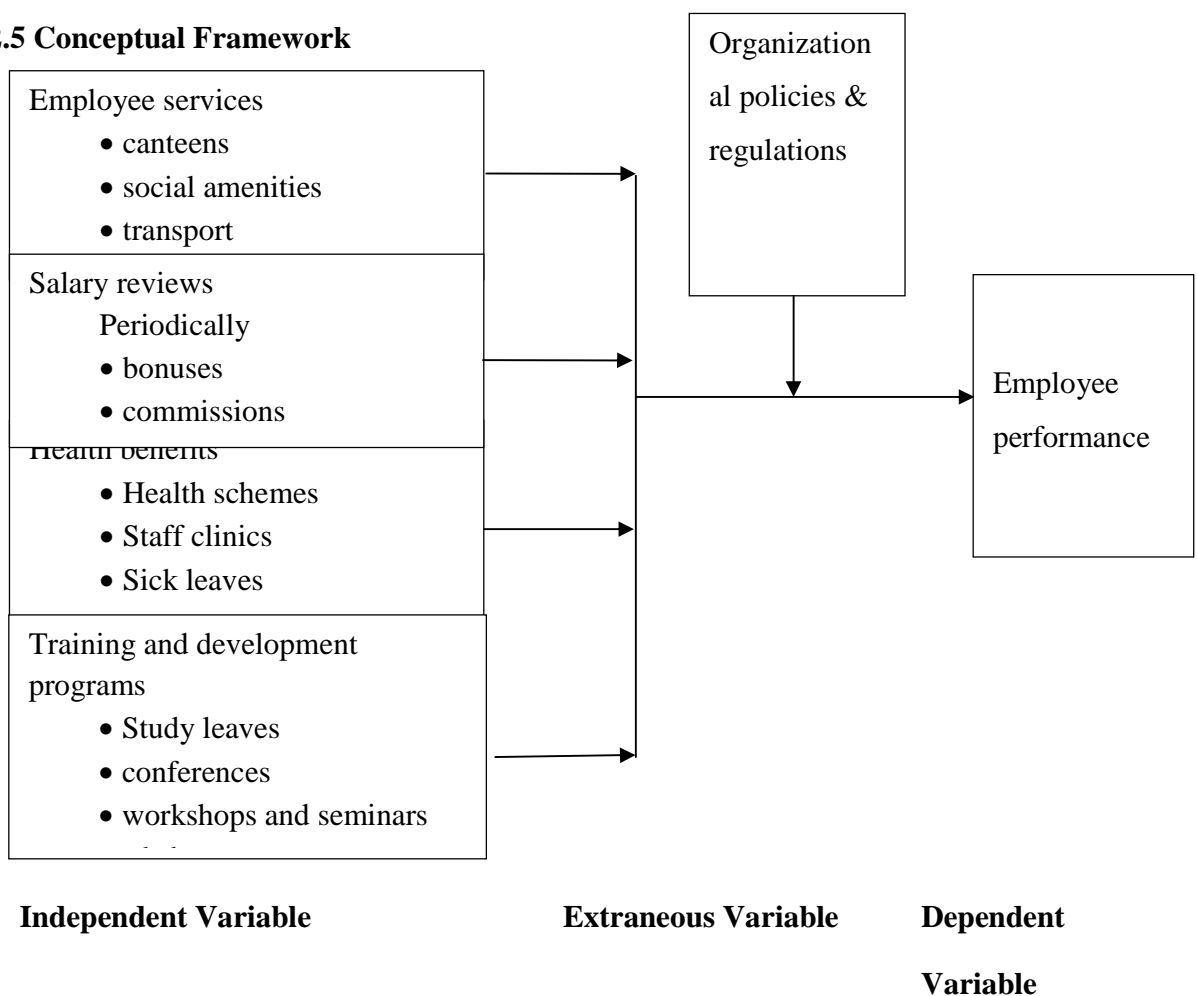 .5 Conceptual Framework
Employee services
• canteens
• social amenities
• transport
Salary reviews
Periodically
• bonuses
• commissions
Health benefits
• Health schemes
• Staff clinics
• Sick leaves
Training and development
programs
• Study leaves
• conferences
• workshops and seminars
Organization
al policies &
regulations
Employee
performance
Independent Variable
Extraneous Variable
Dependent
Variable